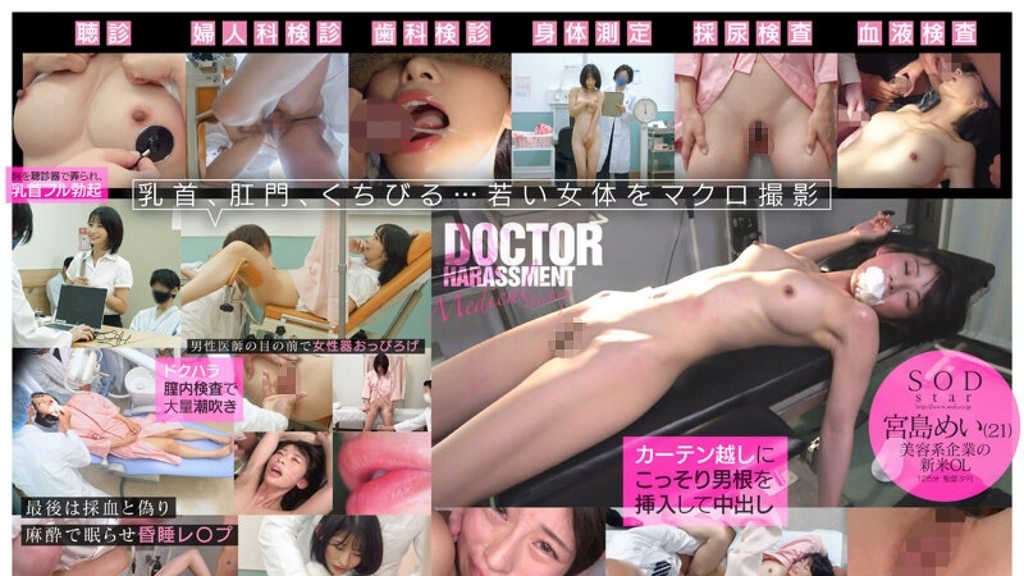 聴診
婦人科検診
歯科検診
身体測定
採尿検査
血液検査
胸を聴診器で弄られ、
乳首フル勃起
乳首、肛門、くちびる…若い女体をマクロ撮影
DOCTOR
HARASSMENT
Medical
男性医師の目の前で女性器おっぴろげ
ドクハラ
膣内検査で
大量潮吹き
SOD
star
宮島めい(21)
美容系企業の
新米OL
カーテン越しに
こっそり男根を
挿入して中出し
最後は採血と偽り
麻酔で眠らせ昏睡レ〇プ